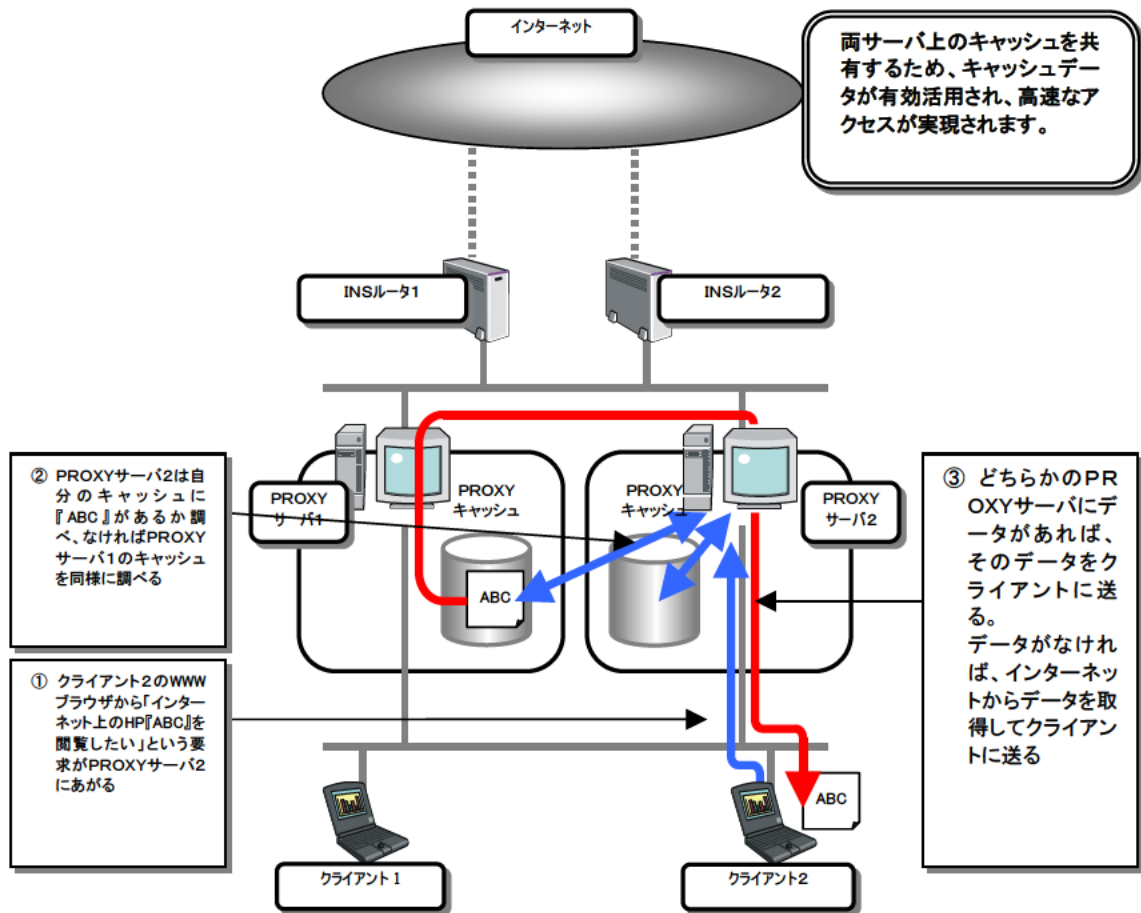 インターネット
両サーバ上のキャッシュを共
有するため、キャッシュデー
タが有効活用され、高速なア
クセスが実現されます。
INSルータ1
INSルータ2
② PROXYサーバ2は自
分のキャッシュに
『ABC』があるか調
べ、なければPROXY
サーバ1のキャッシュ
を同様に調べる
PROXY
サーバ1
PROXY
キャッシュ
ABC
PROXY
キャッシュ
PROXY
サーバ2
③ どちらかのPR
OXYサーバにデ
ータがあれば、
そのデータをク
ライアントに送
る。
データがなけれ
ば、インターネッ
トからデータを取
得してクライアン
トに送る
① クライアント2のWWW
ブラウザから「インター
ネット上のHP『ABC』を
閲覧したい」という要
求がPROXYサーバ2
にあがる
ABC
クライアント1
クライアント2